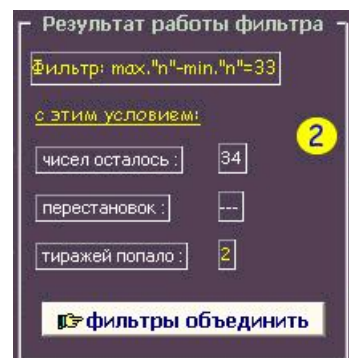 Результат работы фильтра
Фильтр: max."n"-min."n"=33
с этим условием:
2
чисел осталось : 34
перестановок : ---
тиражей попало : 2
фильтры объединить